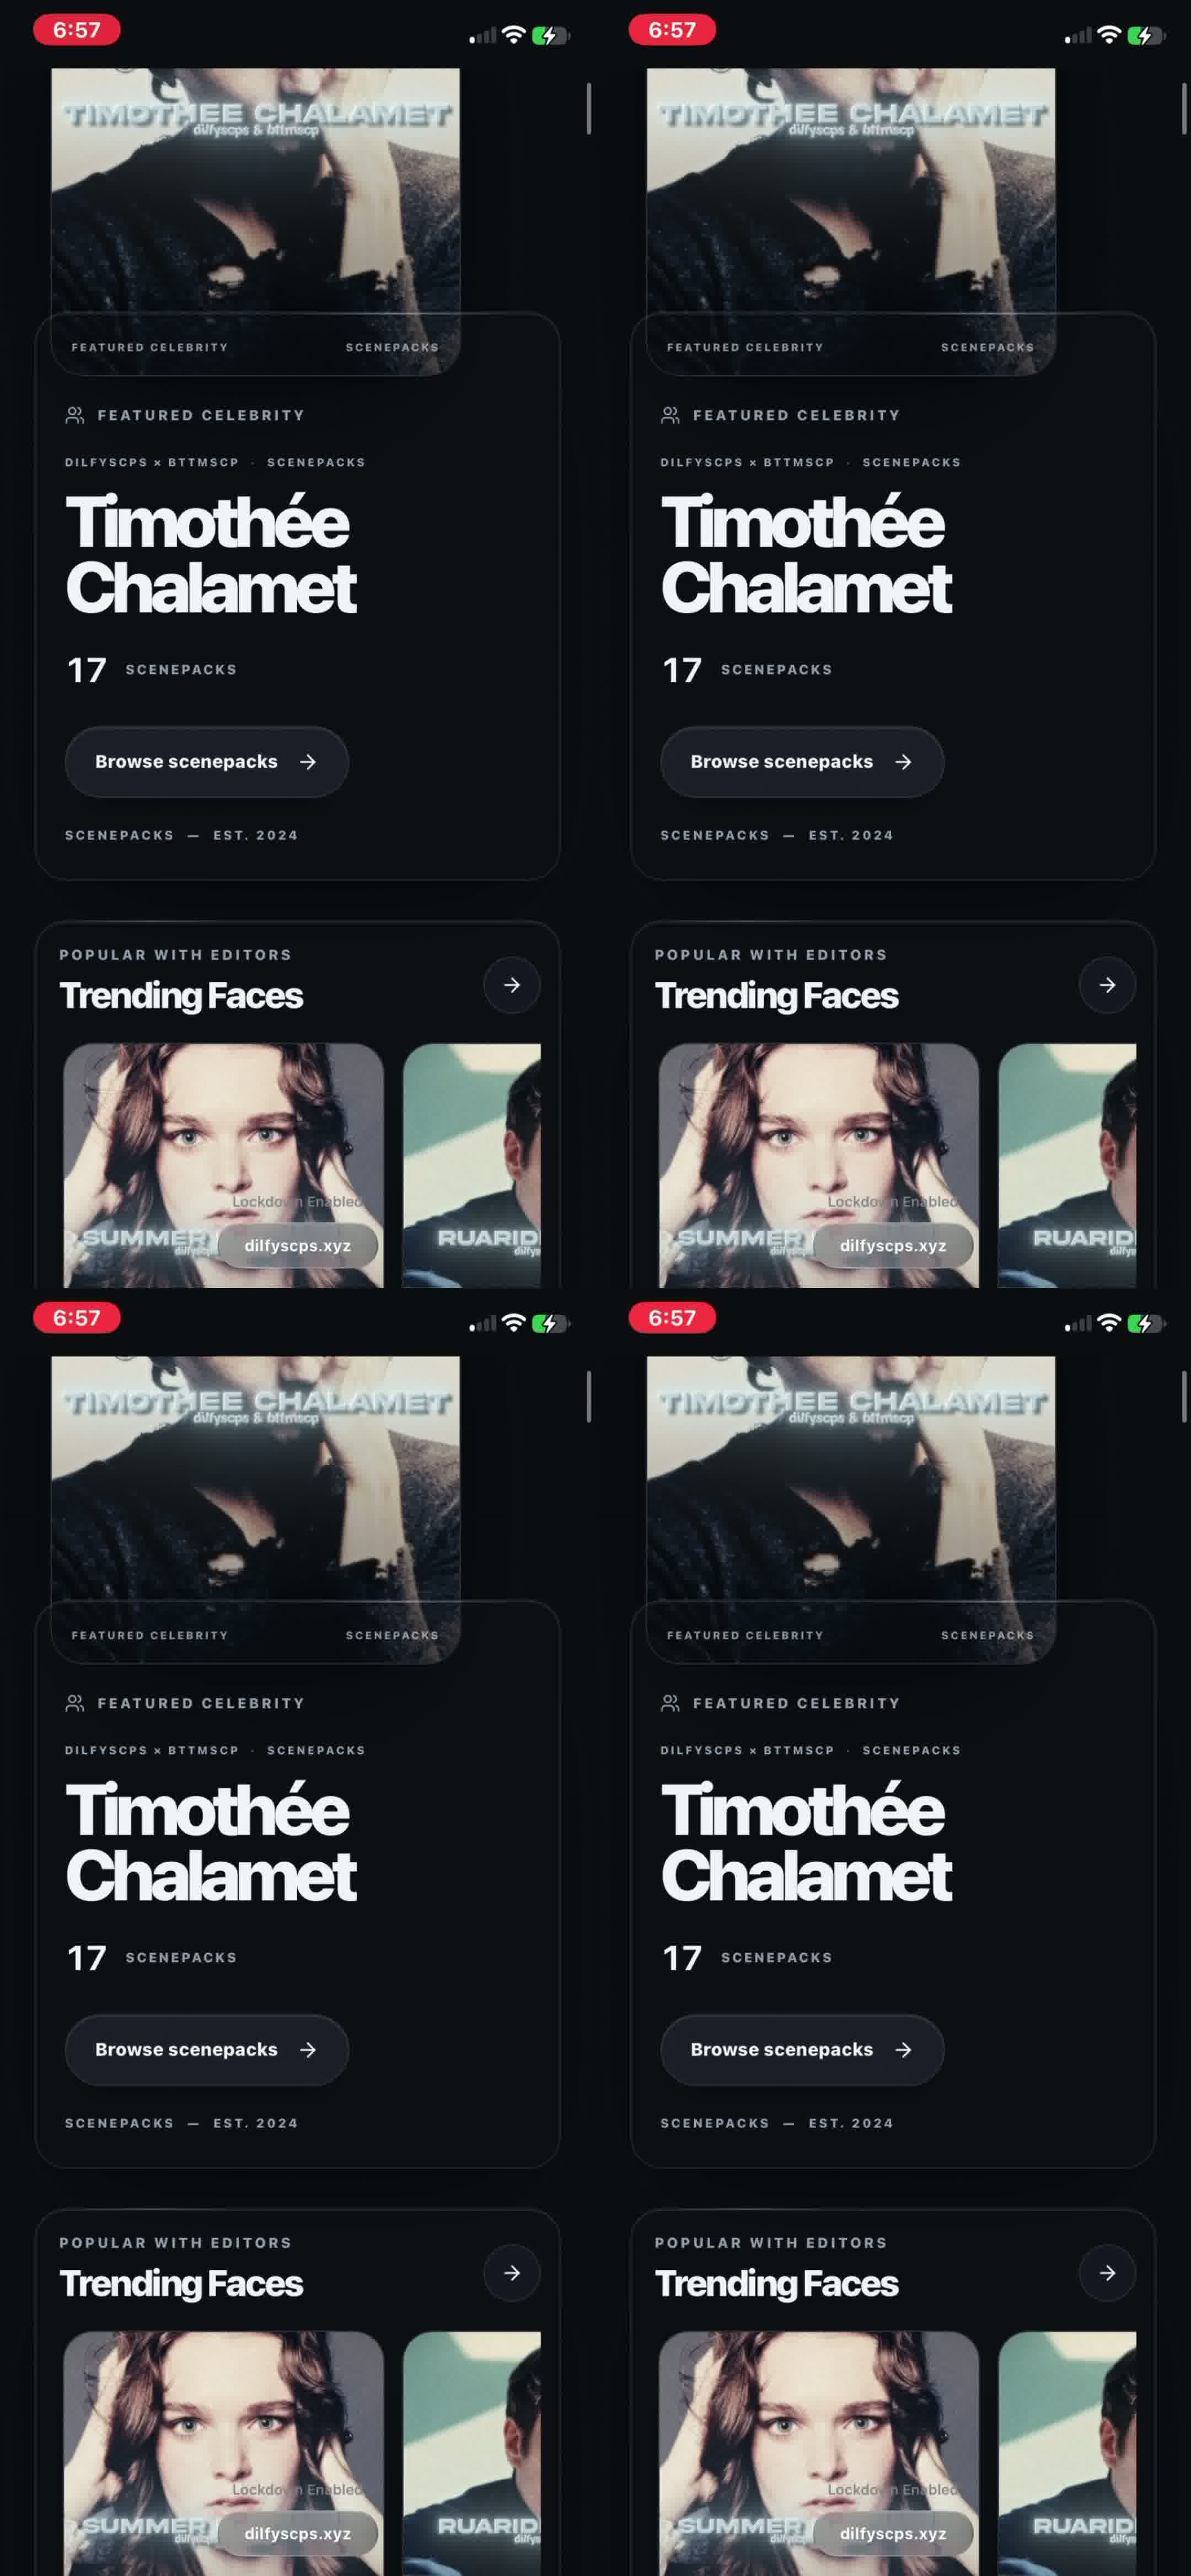 6:57
TIMOTHEE CHALAMET
dilfyscps & bttmscp
FEATURED CELEBRITY SCENEPACKS
FEATURED CELEBRITY
DILFYSCPS × BTTMSCP · SCENEPACKS
Timothée
Chalamet
17 SCENEPACKS
Browse scenepacks →
SCENEPACKS — EST. 2024
POPULAR WITH EDITORS
Trending Faces
Lockdown Enabled
SUMMER RUARID
dilfyscps.xyz
6:57
TIMOTHEE CHALAMET
dilfyscps & bttmscp
FEATURED CELEBRITY SCENEPACKS
FEATURED CELEBRITY
DILFYSCPS × BTTMSCP · SCENEPACKS
Timothée
Chalamet
17 SCENEPACKS
Browse scenepacks →
SCENEPACKS — EST. 2024
POPULAR WITH EDITORS
Trending Faces
Lockdown Enabled
SUMMER RUARID
dilfyscps.xyz
6:57
TIMOTHEE CHALAMET
dilfyscps & bttmscp
FEATURED CELEBRITY SCENEPACKS
FEATURED CELEBRITY
DILFYSCPS × BTTMSCP · SCENEPACKS
Timothée
Chalamet
17 SCENEPACKS
Browse scenepacks →
SCENEPACKS — EST. 2024
POPULAR WITH EDITORS
Trending Faces
Lockdown Enabled
SUMMER RUARID
dilfyscps.xyz
6:57
TIMOTHEE CHALAMET
dilfyscps & bttmscp
FEATURED CELEBRITY SCENEPACKS
FEATURED CELEBRITY
DILFYSCPS × BTTMSCP · SCENEPACKS
Timothée
Chalamet
17 SCENEPACKS
Browse scenepacks →
SCENEPACKS — EST. 2024
POPULAR WITH EDITORS
Trending Faces
Lockdown Enabled
SUMMER RUARID
dilfyscps.xyz